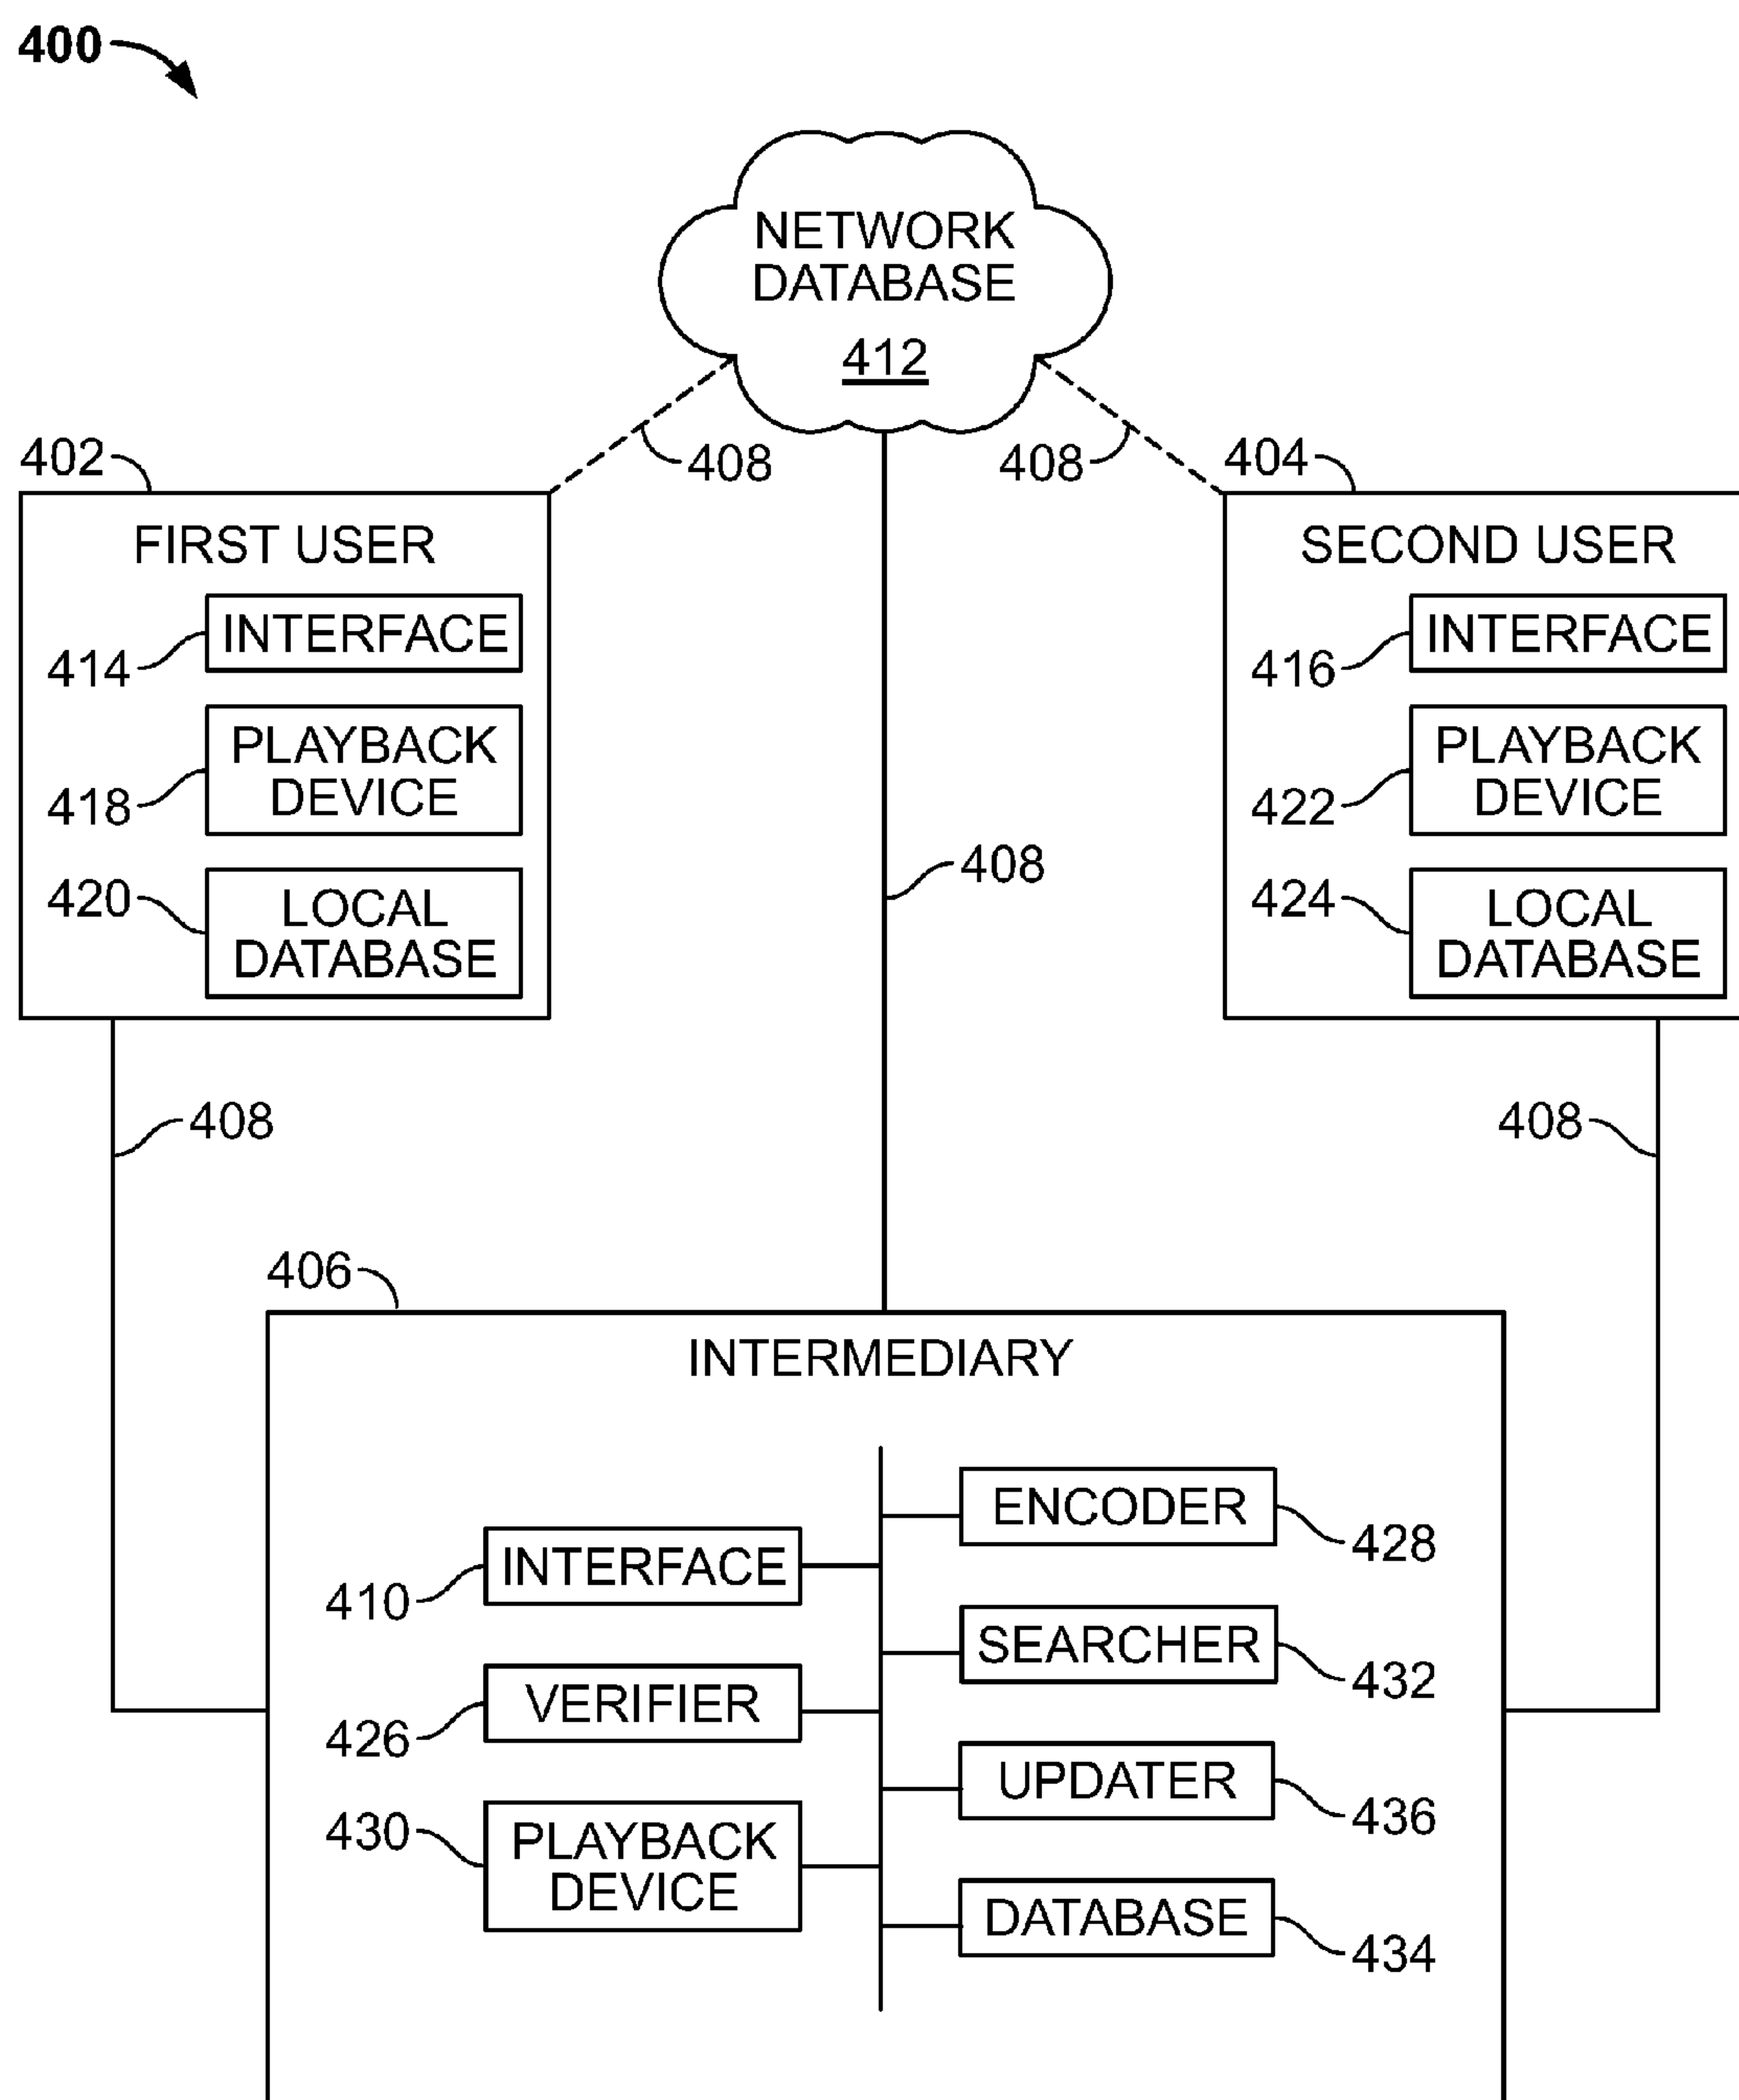 400
NETWORK
DATABASE
412
408
408
402
FIRST USER
INTERFACE
414
PLAYBACK
DEVICE
418
420
LOCAL
DATABASE
404
SECOND USER
INTERFACE
416
PLAYBACK
DEVICE
422
424
LOCAL
DATABASE
408
408
408
406
INTERMEDIARY
INTERFACE
410
VERIFIER
426
430
PLAYBACK
DEVICE
ENCODER
428
SEARCHER
432
UPDATER
436
DATABASE
434